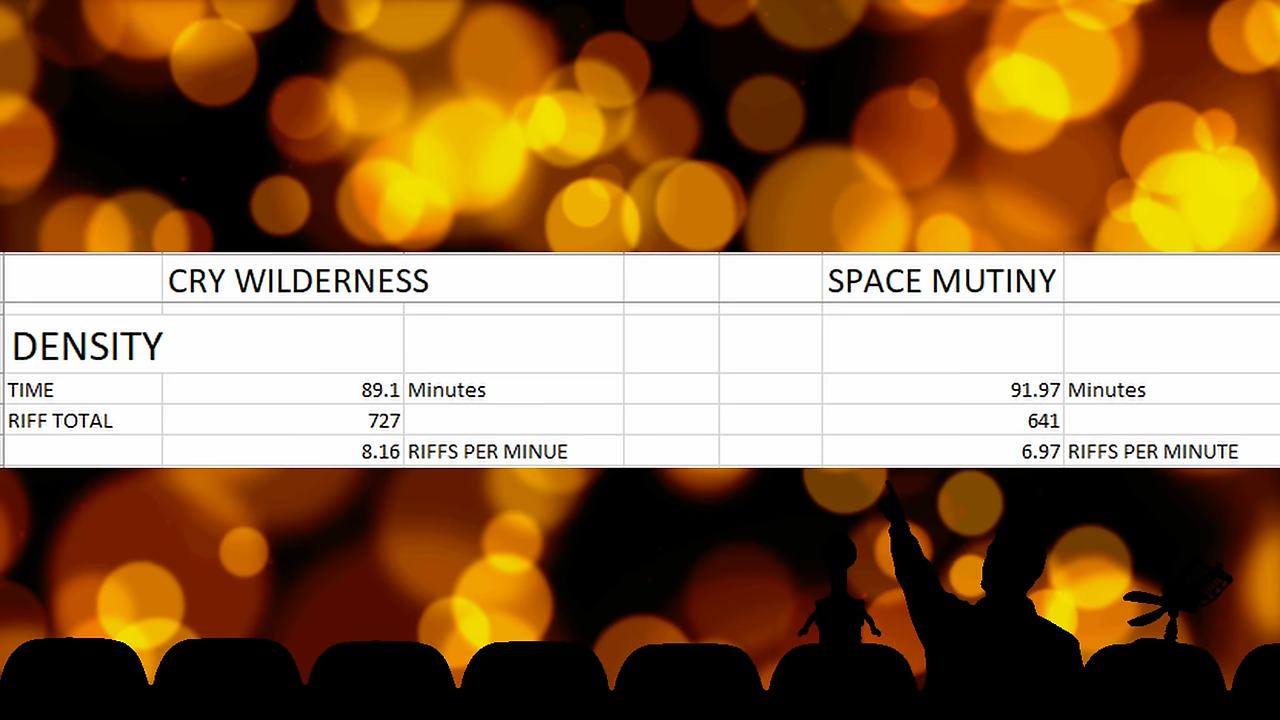 CRY WILDERNESS SPACE MUTINY
DENSITY
TIME 89.1 Minutes 91.97 Minutes
RIFF TOTAL 727 641
8.16 RIFFS PER MINUE 6.97 RIFFS PER MINUTE